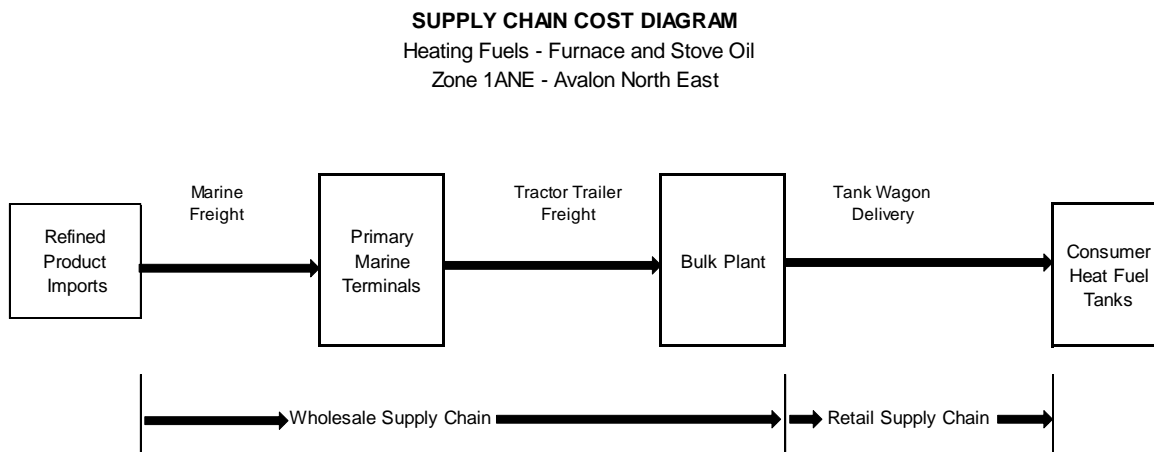 SUPPLY CHAIN COST DIAGRAM
Heating Fuels - Furnace and Stove Oil
Zone 1ANE - Avalon North East
Marine
Freight
Tractor Trailer
Freight
Tank Wagon
Delivery
Refined
Product
Imports
Primary
Marine
Terminals
Bulk Plant
Consumer
Heat Fuel
Tanks
Wholesale Supply Chain
Retail Supply Chain